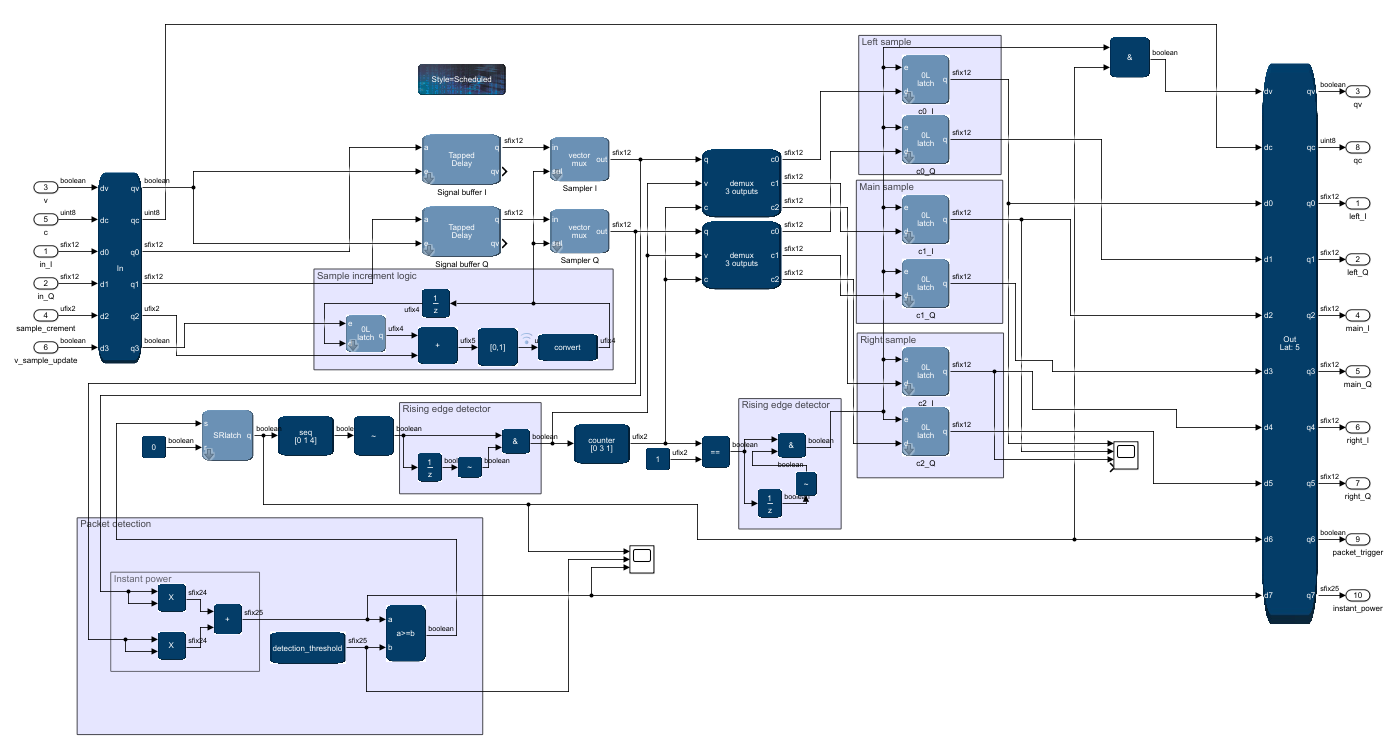 Style=Scheduled
3
v
boolean
5
c
uint8
1
in_I
sfix12
2
in_Q
sfix12
4
sample_crement
ufix2
6
v_sample_update
boolean
In
dv
dc
d0
d1
d2
d3
qv
qc
q0
q1
q2
q3
boolean
uint8
sfix12
sfix12
ufix2
boolean
a
e
Tapped
Delay
q
qv
sfix12
Signal buffer I
in
vector
mux
out
sfix12
Sampler I
a
e
Tapped
Delay
q
qv
sfix12
Signal buffer Q
in
vector
mux
out
sfix12
Sampler Q
Sample increment logic
1
z
ufix4
e
0L
latch
q
ufix4
+
ufix5
[0,1]
convert
ufix4
q
v
c
demux
3 outputs
c0
c1
c2
sfix12
sfix12
sfix12
q
v
c
demux
3 outputs
c0
c1
c2
sfix12
sfix12
sfix12
Left sample
e
0L
latch
q
sfix12
c0_I
e
0L
latch
q
sfix12
c0_Q
Main sample
e
0L
latch
q
sfix12
c1_I
e
0L
latch
q
sfix12
c1_Q
Right sample
e
0L
latch
q
sfix12
c2_I
e
0L
latch
q
sfix12
c2_Q
&
boolean
0
boolean
s
SRlatch
q
boolean
seq
[0 1 4]
boolean
~
boolean
Rising edge detector
1
z
boolean
~
boolean
&
boolean
counter
[0 3 1]
ufix2
1
ufix2
==
boolean
Rising edge detector
&
boolean
boolean
~
1
z
boolean
Packet detection
Instant power
X
sfix24
X
sfix24
+
sfix25
detection_threshold
sfix25
a
b
a>=b
boolean
Out
Lat: 5
dv
dc
d0
d1
d2
d3
d4
d5
d6
d7
qv
qc
q0
q1
q2
q3
q4
q5
q6
q7
boolean
3
qv
uint8
8
qc
sfix12
1
left_I
sfix12
2
left_Q
sfix12
4
main_I
sfix12
5
main_Q
sfix12
6
right_I
sfix12
7
right_Q
boolean
9
packet_trigger
sfix25
10
instant_power